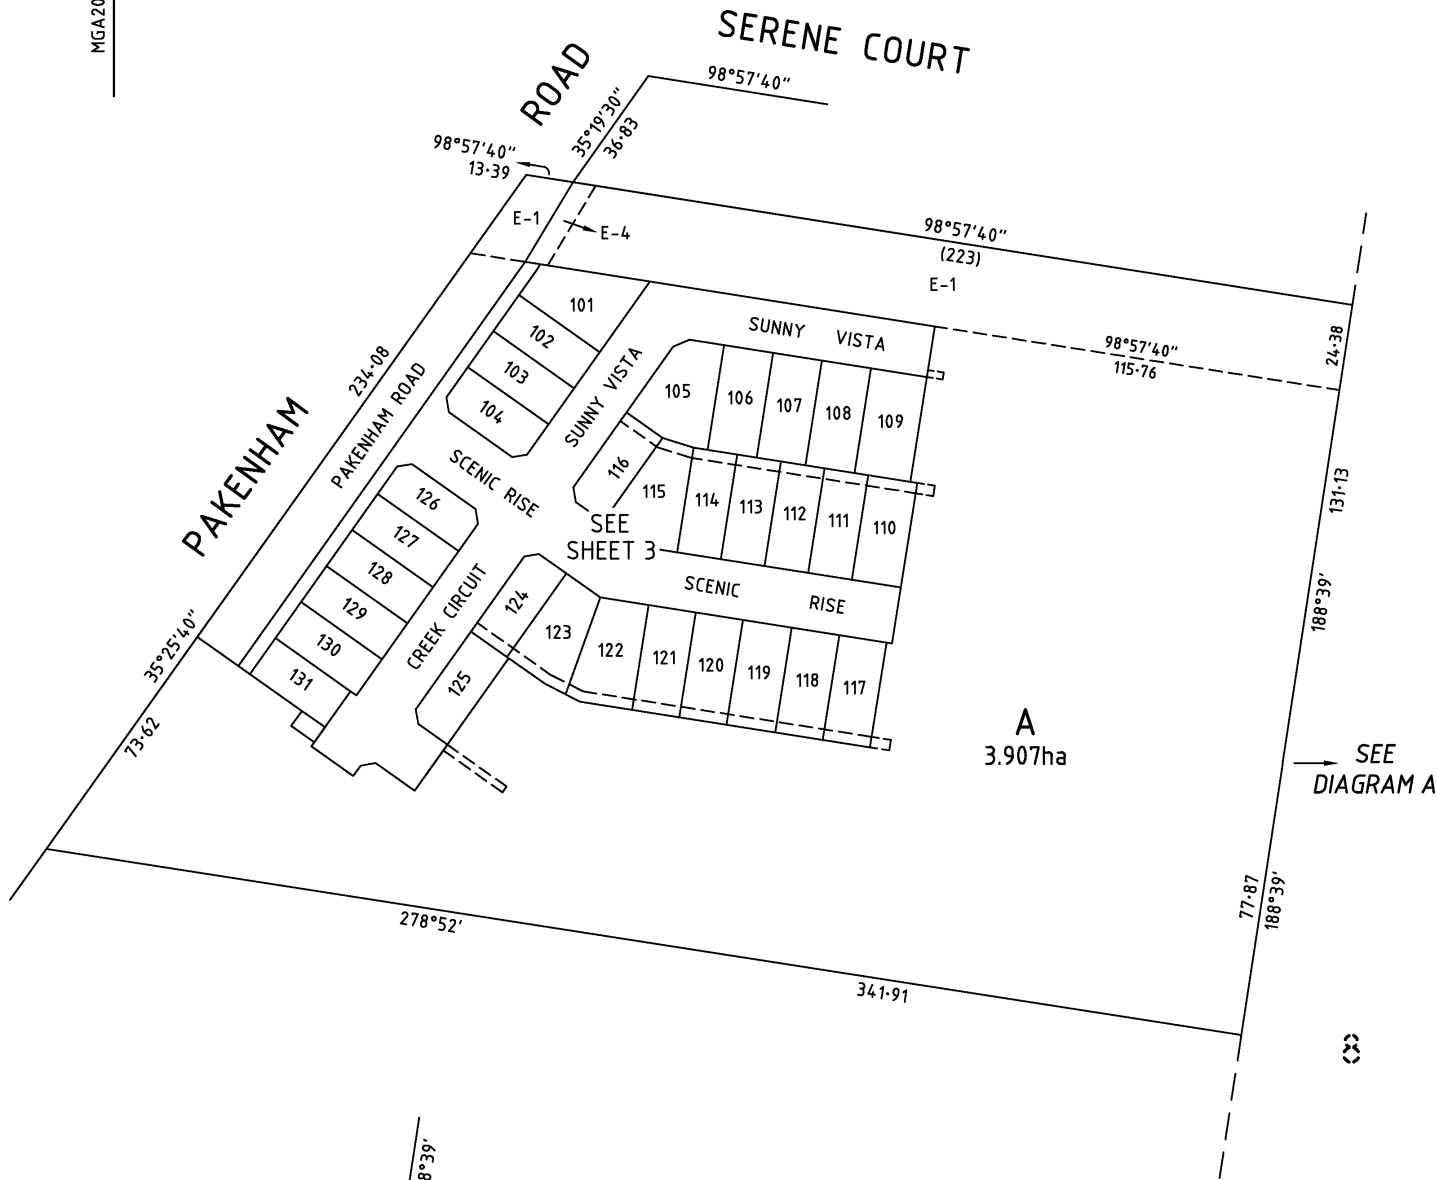 MGA20
SERENE COURT
ROAD
98°57'40"
35°19'30"
36·83
98°57'40"
13·39
E-1
E-4
98°57'40"
(223)
E-1
101
102
103
104
SUNNY VISTA
SUNNY VISTA
98°57'40"
115·76
24·38
234·08
PAKENHAM ROAD
PAKENHAM
105
106
107
108
109
116
115
114
113
112
111
110
131·13
SCENIC RISE
SEE
SHEET 3
126
127
128
129
130
131
CREEK CIRCUIT
SCENIC RISE
188°39'
124
123
122
121
120
119
118
117
125
35°25'40"
73·62
A
3.907ha
SEE
DIAGRAM A
77·87
188°39'
278°52'
341·91
8
8°39'